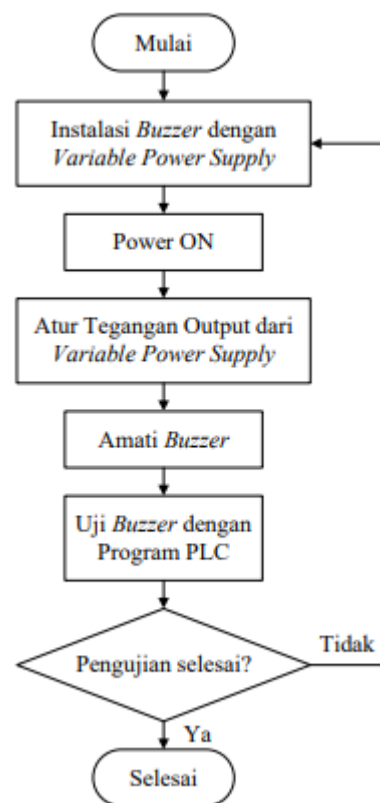 Mulai
Instalasi Buzzer dengan
Variable Power Supply
Power ON
Atur Tegangan Output dari
Variable Power Supply
Amati Buzzer
Uji Buzzer dengan
Program PLC
Pengujian selesai?
Tidak
Ya
Selesai